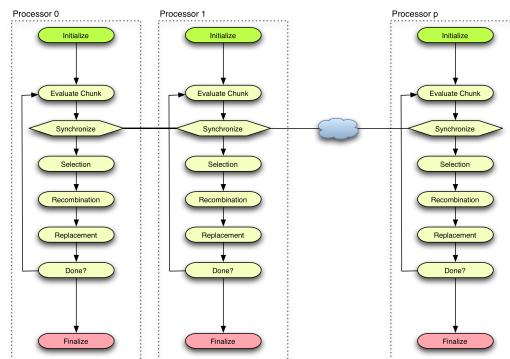 Processor 0
Initialize
Evaluate Chunk
Synchronize
Selection
Recombination
Replacement
Done?
Finalize
Processor 1
Initialize
Evaluate Chunk
Synchronize
Selection
Recombination
Replacement
Done?
Finalize
Processor p
Initialize
Evaluate Chunk
Synchronize
Selection
Recombination
Replacement
Done?
Finalize